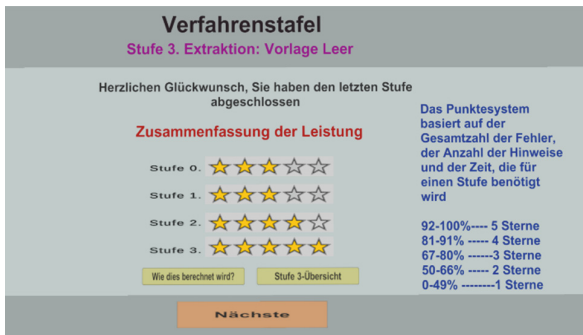 Verfahrenstafel
Stufe 3. Extraktion: Vorlage Leer
Herzlichen Glückwunsch, Sie haben den letzten Stufe
abgeschlossen
Zusammenfassung der Leistung
Stufe 0.
Stufe 1.
Stufe 2.
Stufe 3.
Wie dies berechnet wird?
Stufe 3-Übersicht
Nächste
Das Punktesystem
basiert auf der
Gesamtzahl der Fehler,
der Anzahl der Hinweise
und der Zeit, die für
einen Stufe benötigt
wird
92-100%---- 5 Sterne
81-91% ----- 4 Sterne
67-80% ------3 Sterne
50-66% ----- 2 Sterne
0-49% --------1 Sterne